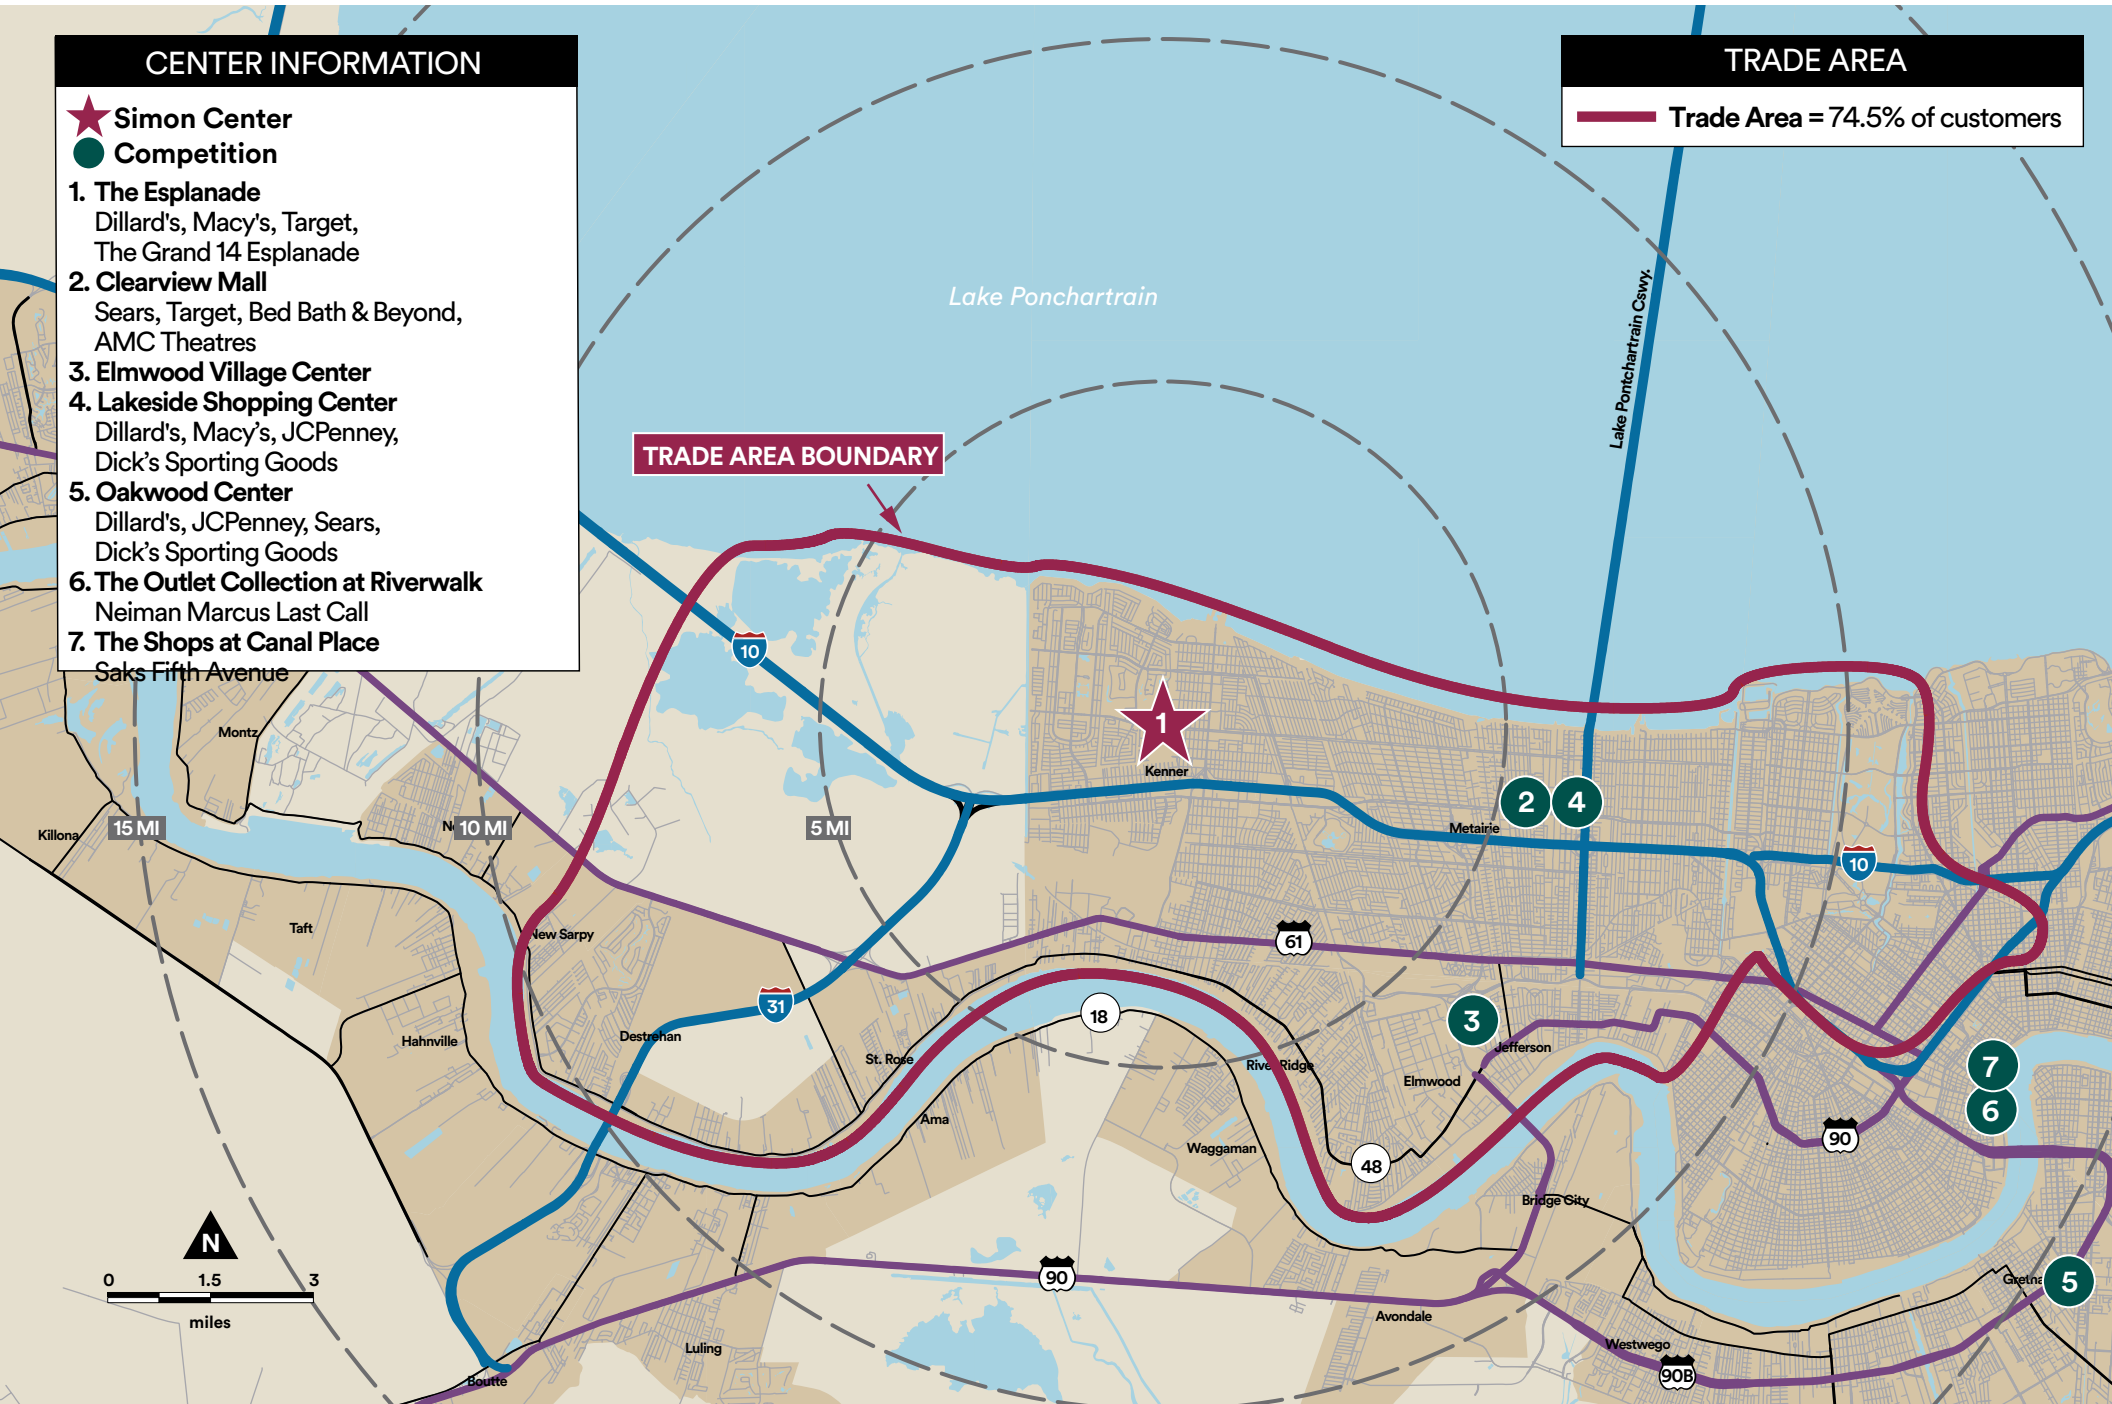 CENTER INFORMATION
Simon Center
Competition
1. The Esplanade
Dillard's, Macy's, Target,
The Grand 14 Esplanade
2. Clearview Mall
Sears, Target, Bed Bath & Beyond,
AMC Theatres
3. Elmwood Village Center
4. Lakeside Shopping Center
Dillard's, Macy’s, JCPenney,
Dick’s Sporting Goods
5. Oakwood Center
Dillard's, JCPenney, Sears,
Dick’s Sporting Goods
6. The Outlet Collection at Riverwalk
Neiman Marcus Last Call
7. The Shops at Canal Place
Saks Fifth Avenue
TRADE AREA
Trade Area = 74.5% of customers
Lake Ponchartrain
Lake Pontchartrain Cswy.
TRADE AREA BOUNDARY
10
1
Kenner
Montz
2
4
Metairie
Killona
15 MI
10 MI
5 MI
10
Taft
New Sarpy
61
31
18
3
Destrehan
Hahnville
St. Rose
River Ridge
Jefferson
Elmwood
7
6
Ama
Waggaman
48
90
Bridge City
N
0 1.5 3
miles
90
Gretna
5
Avondale
Luling
Westwego
90B
Boutte